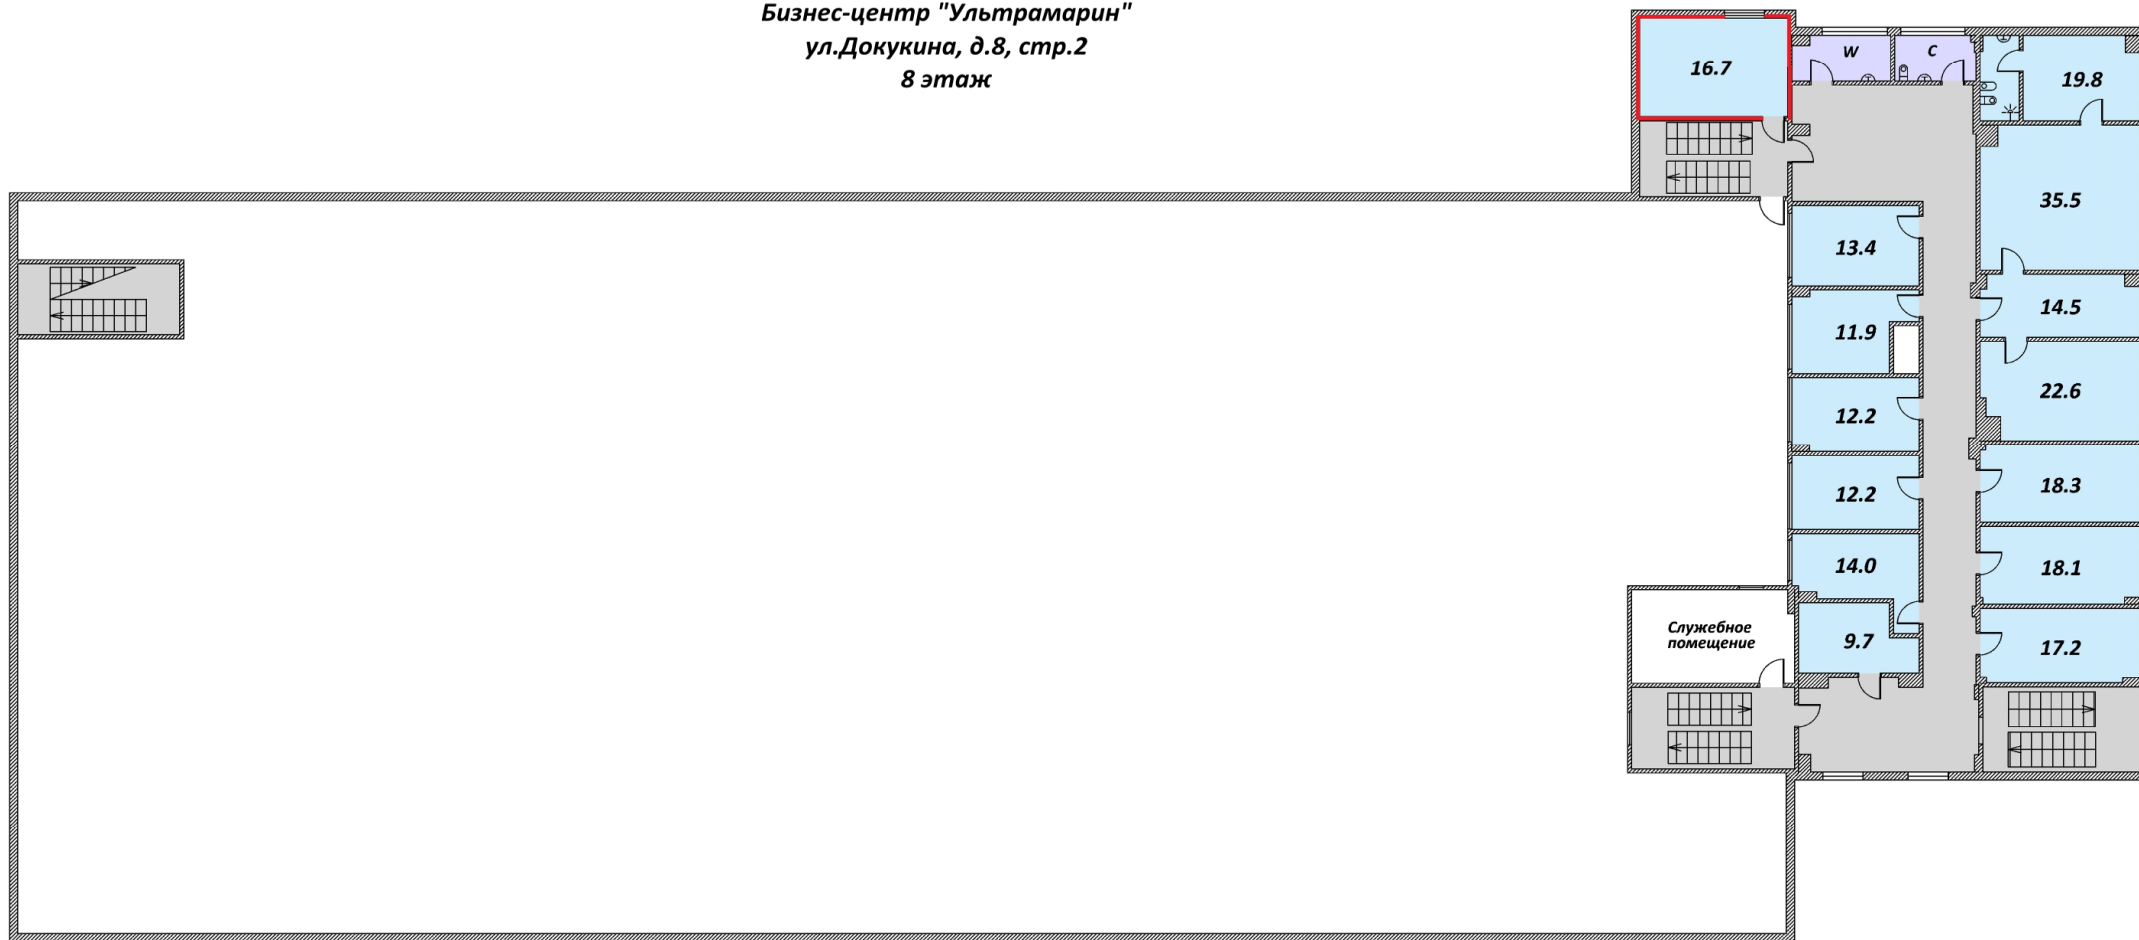 Бизнес-центр "Ультрамарин"
ул.Докукина, д.8, стр.2
8 этаж
16.7
W
C
19.8
35.5
13.4
14.5
11.9
22.6
12.2
18.3
12.2
18.1
14.0
Служебное
помещение
9.7
17.2